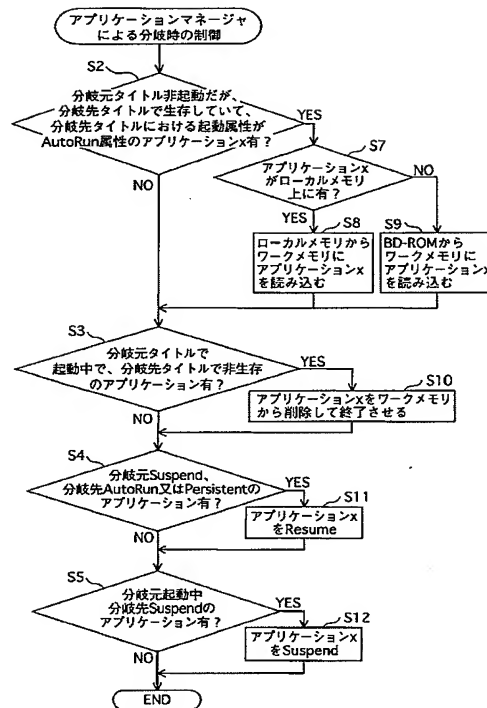 アプリケーションマネージャ
による分岐時の制御
S2
分岐元タイトル非起動だが、
分岐先タイトルで生存していて、
分岐先タイトルにおける起動属性が
AutoRun属性のアプリケーションx有？
YES
NO
S7
アプリケーションx
がローカルメモリ
上に有？
YES
NO
S8
ローカルメモリから
ワークメモリに
アプリケーションx
を読み込む
S9
BD-ROMから
ワークメモリに
アプリケーションx
を読み込む
S3
分岐元タイトルで
起動中で、分岐先タイトルで非生存
のアプリケーション有？
YES
NO
S10
アプリケーションxをワークメモリ
から削除して終了させる
S4
分岐元Suspend、
分岐先AutoRun又はPersistentの
アプリケーション有？
YES
NO
S11
アプリケーションx
をResume
S5
分岐元起動中
分岐先Suspendの
アプリケーション有？
YES
NO
S12
アプリケーションx
をSuspend
END